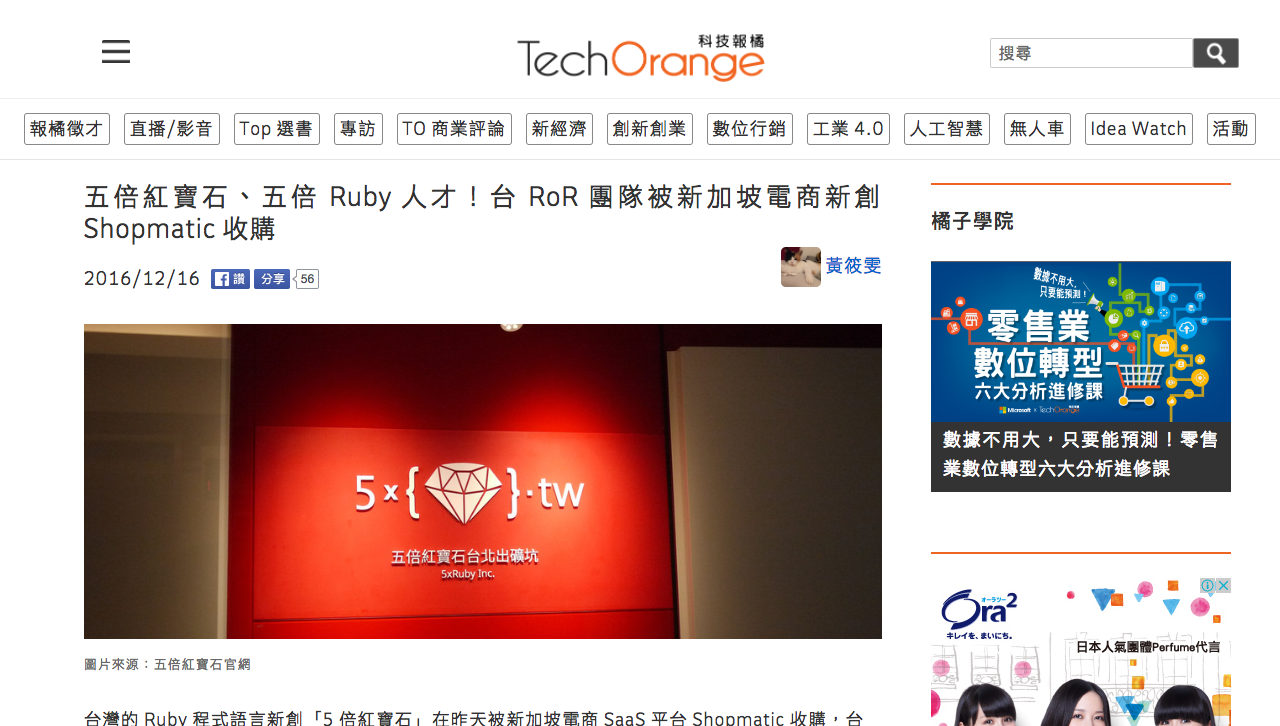 科技報橘
TechOrange
搜尋
報橘徵才 直播/影音 Top 選書 專訪 TO 商業評論 新經濟 創新創業 數位行銷 工業 4.0 人工智慧 無人車 Idea Watch 活動
五倍紅寶石、五倍 Ruby 人才！台 RoR 團隊被新加坡電商新創
Shopmatic 收購
黃筱雯
2016/12/16 讚 分享 56
5×{ }.tw
五倍紅寶石台北出礦坑
5xRuby Inc.
圖片來源：五倍紅寶石官網
台灣的 Ruby 程式語言新創「5 倍紅寶石」在昨天被新加坡電商 SaaS 平台 Shopmatic 收購，台
橘子學院
數據不用大，
只要能預測！
零售業
數位轉型
六大分析進修課
Microsoft × TechOrange
數據不用大，只要能預測！零售
業數位轉型六大分析進修課
オーラツー
Ora2
キレイを、まいにち。
日本人氣團體Perfume代言